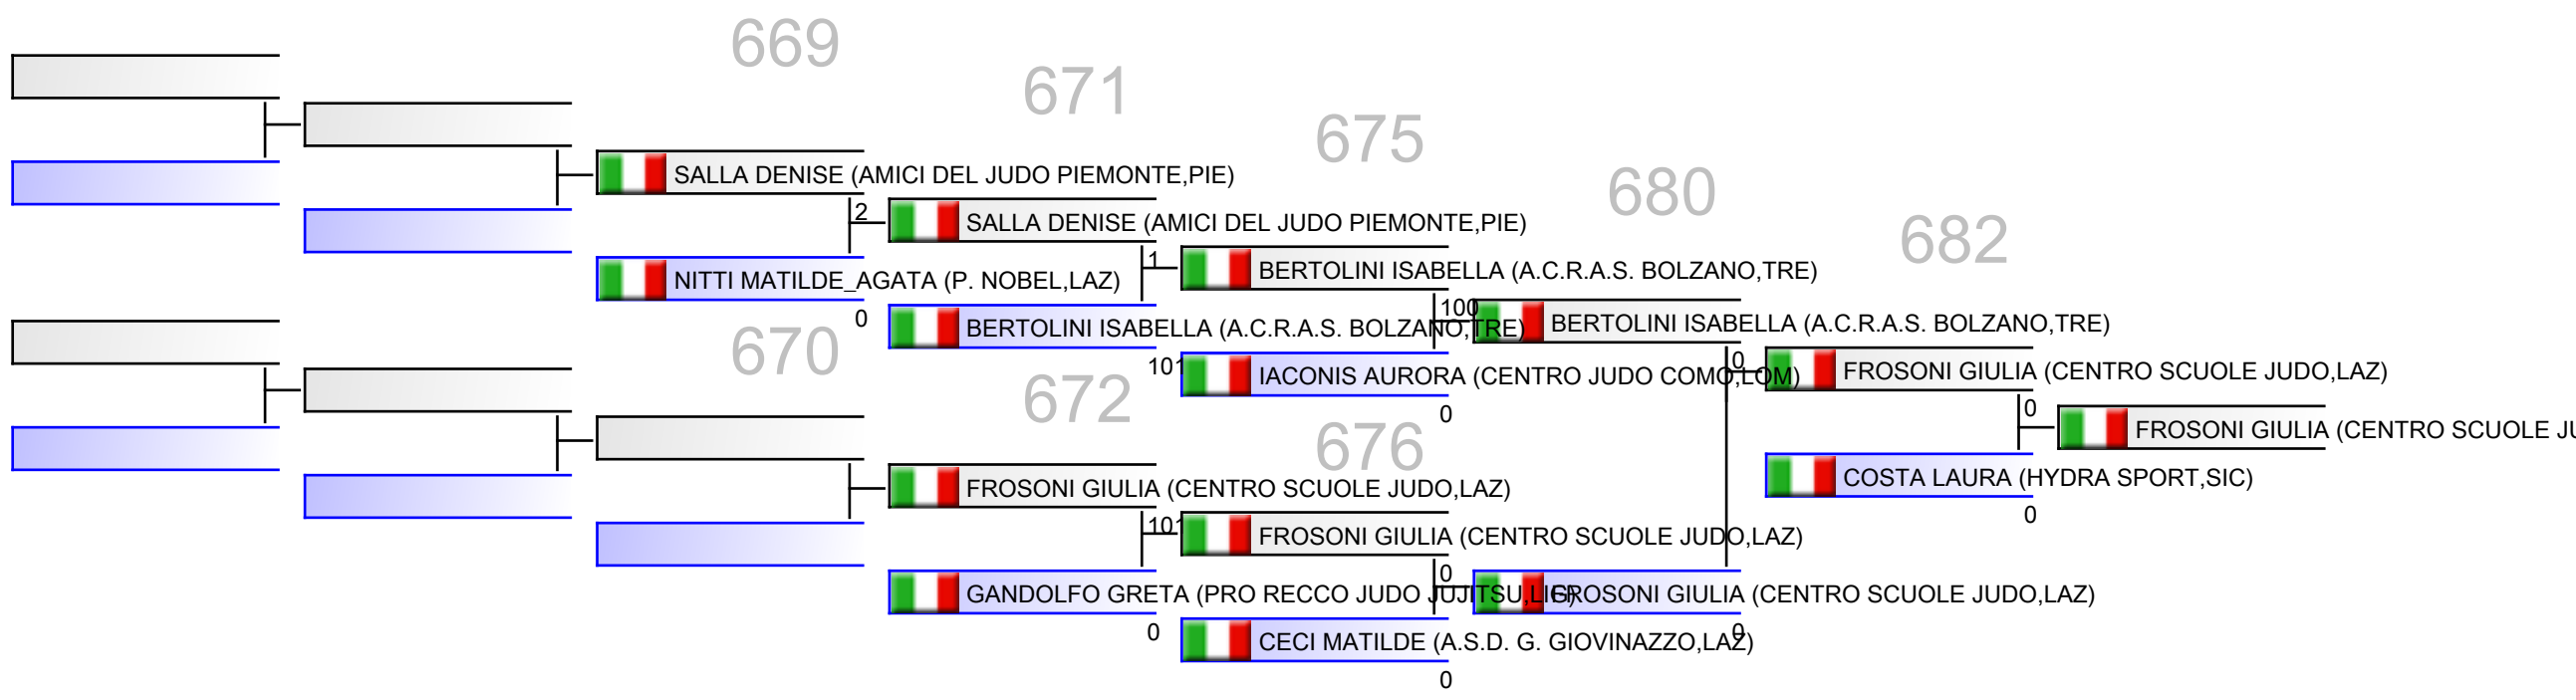 669
671
675
680
682
SALLA DENISE (AMICI DEL JUDO PIEMONTE,PIE)
2
SALLA DENISE (AMICI DEL JUDO PIEMONTE,PIE)
NITTI MATILDE_AGATA (P. NOBEL,LAZ)
0
1
BERTOLINI ISABELLA (A.C.R.A.S. BOLZANO,TRE)
BERTOLINI ISABELLA (A.C.R.A.S. BOLZANO,TRE)
101
100
BERTOLINI ISABELLA (A.C.R.A.S. BOLZANO,TRE)
IACONIS AURORA (CENTRO JUDO COMO,LOM)
0
0
FROSONI GIULIA (CENTRO SCUOLE JUDO,LAZ)
0
FROSONI GIULIA (CENTRO SCUOLE JU
COSTA LAURA (HYDRA SPORT,SIC)
0
670
672
676
FROSONI GIULIA (CENTRO SCUOLE JUDO,LAZ)
101
FROSONI GIULIA (CENTRO SCUOLE JUDO,LAZ)
GANDOLFO GRETA (PRO RECCO JUDO JUJITSU,LIG)
0
0
FROSONI GIULIA (CENTRO SCUOLE JUDO,LAZ)
0
CECI MATILDE (A.S.D. G. GIOVINAZZO,LAZ)
0